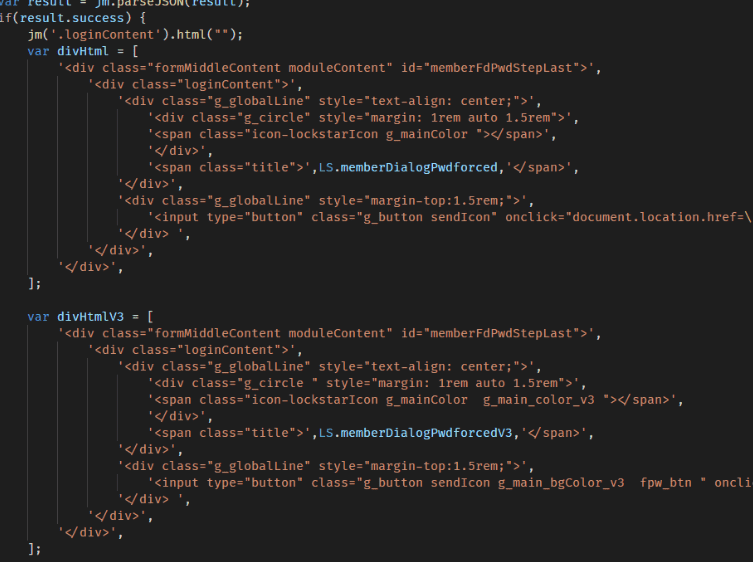 var result = jm.parseJSON(result);
if(result.success) {
    jm('.loginContent').html("");
    var divHtml = [
        '<div class="formMiddleContent moduleContent" id="memberFdPwdStepLast">',
            '<div class="loginContent">',
                '<div class="g_globalLine" style="text-align: center;">',
                    '<div class="g_circle" style="margin: 1rem auto 1.5rem">',
                    '<span class="icon-lockstarIcon g_mainColor "></span>',
                    '</div>',
                    '<span class="title">',LS.memberDialogPwdforced,'</span>',
                '</div>',
                '<div class="g_globalLine" style="margin-top:1.5rem;">',
                    '<input type="button" class="g_button sendIcon" onclick="document.location.href=\
                '</div> ',
            '</div>',
        '</div>',
    ];
    var divHtmlV3 = [
        '<div class="formMiddleContent moduleContent" id="memberFdPwdStepLast">',
            '<div class="loginContent">',
                '<div class="g_globalLine" style="text-align: center;">',
                    '<div class="g_circle " style="margin: 1rem auto 1.5rem">',
                    '<span class="icon-lockstarIcon g_mainColor  g_main_color_v3 "></span>',
                    '</div>',
                    '<span class="title">',LS.memberDialogPwdforcedV3,'</span>',
                '</div>',
                '<div class="g_globalLine" style="margin-top:1.5rem;">',
                    '<input type="button" class="g_button sendIcon g_main_bgColor_v3  fpw_btn " oncli
                '</div> ',
            '</div>',
        '</div>',
    ];